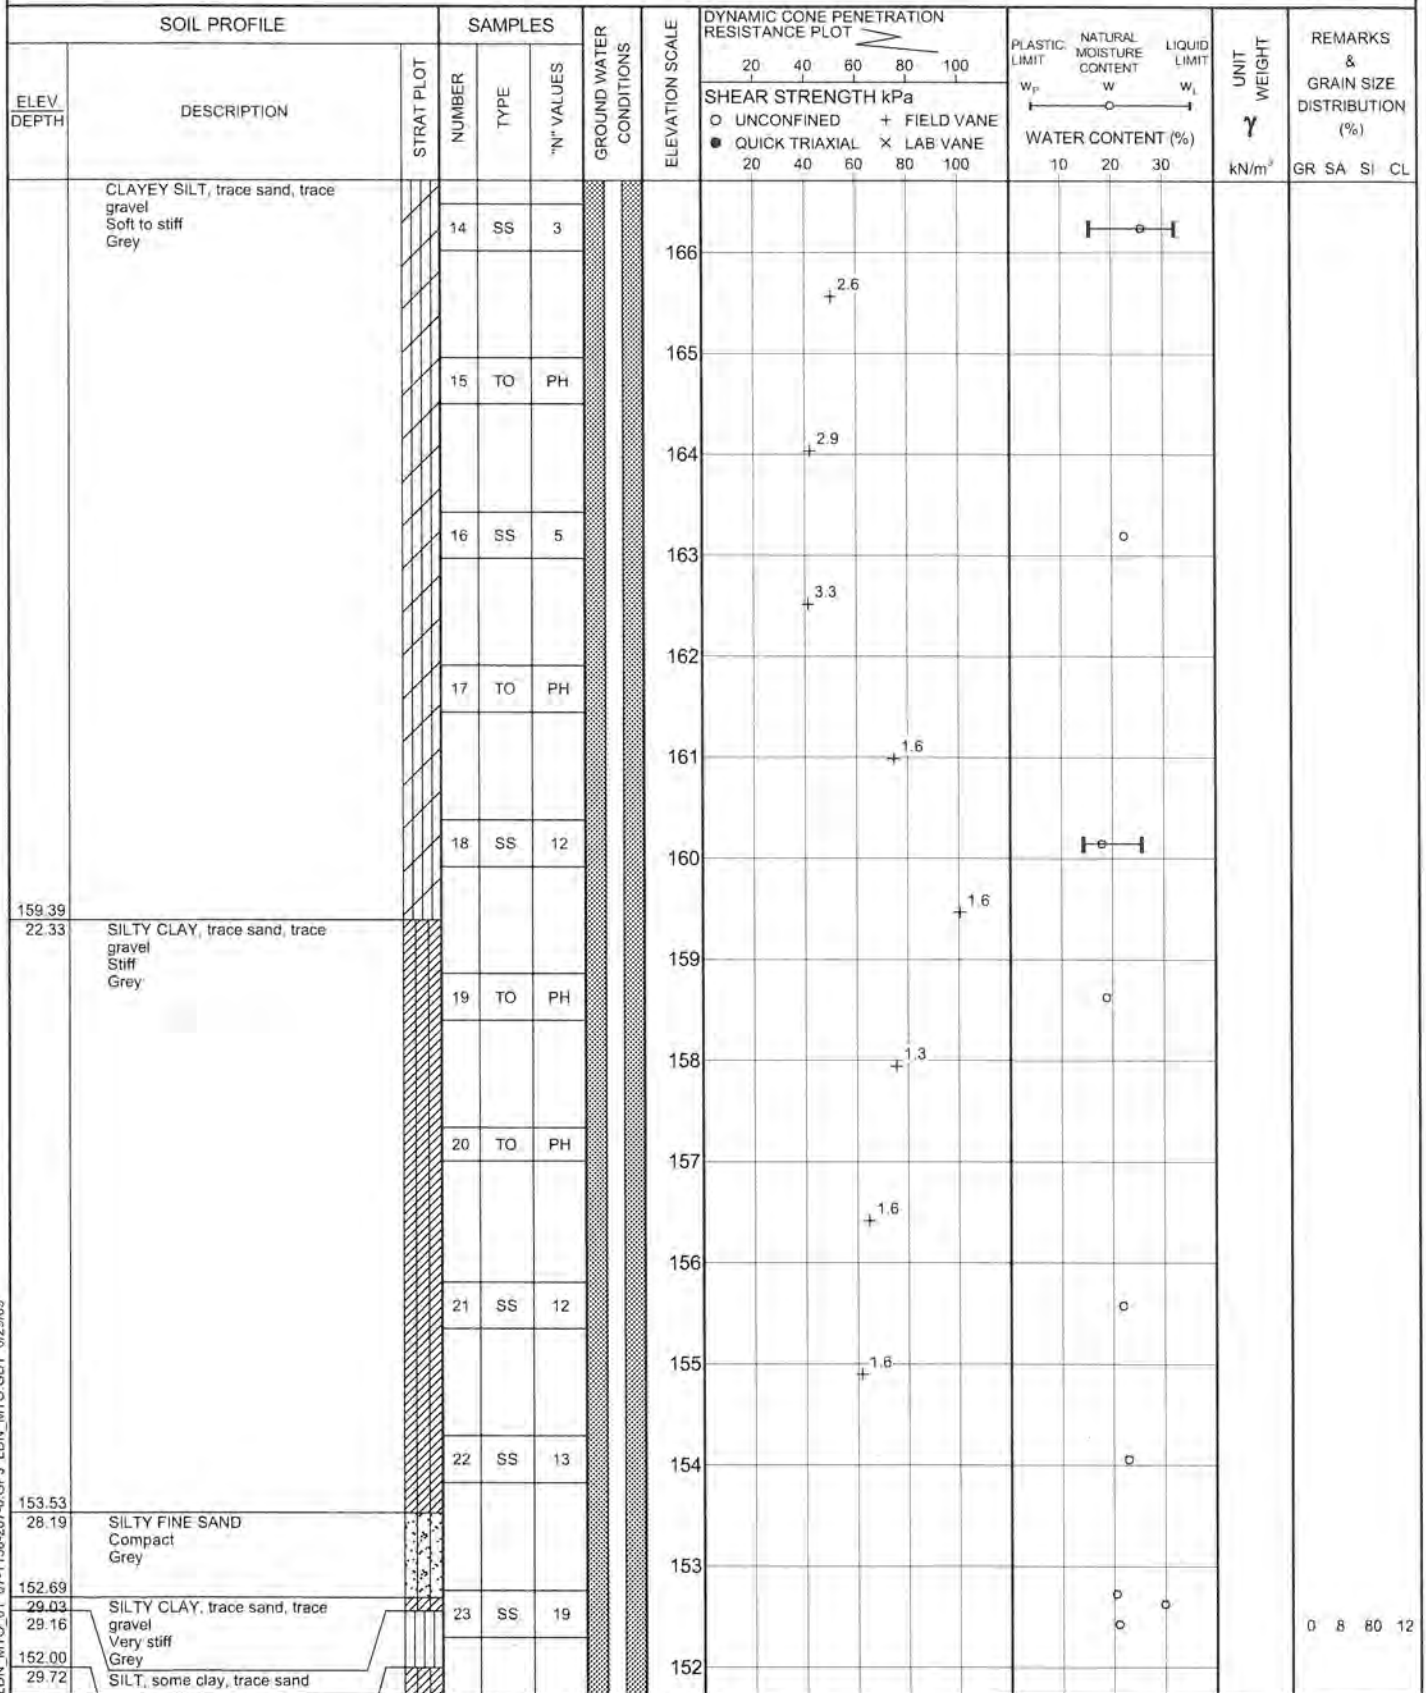 SOIL PROFILE
SAMPLES
GROUND WATER CONDITIONS
ELEVATION SCALE
DYNAMIC CONE PENETRATION
RESISTANCE PLOT
20 40 60 80 100
PLASTIC LIMIT
NATURAL MOISTURE CONTENT
LIQUID LIMIT
UNIT WEIGHT
REMARKS
&
GRAIN SIZE
DISTRIBUTION
(%)
ELEV
DEPTH
DESCRIPTION
STRAT PLOT
NUMBER
TYPE
"N" VALUES
SHEAR STRENGTH kPa
○ UNCONFINED + FIELD VANE
● QUICK TRIAXIAL × LAB VANE
20 40 60 80 100
wP w wL
WATER CONTENT (%)
10 20 30
γ
kN/m³
GR SA SI CL
CLAYEY SILT, trace sand, trace
gravel
Soft to stiff
Grey
14 SS 3
166
2.6
165
15 TO PH
2.9
164
16 SS 5
163
3.3
162
17 TO PH
1.6
161
18 SS 12
160
159.39
22.33
1.6
SILTY CLAY, trace sand, trace
gravel
Stiff
Grey
159
19 TO PH
158
1.3
20 TO PH
157
1.6
156
21 SS 12
155
1.6
22 SS 13
154
153.53
28.19
SILTY FINE SAND
Compact
Grey
153
152.69
29.03
29.16
SILTY CLAY, trace sand, trace
gravel
Very stiff
Grey
23 SS 19
0 8 80 12
152.00
29.72
152
SILT, some clay, trace sand